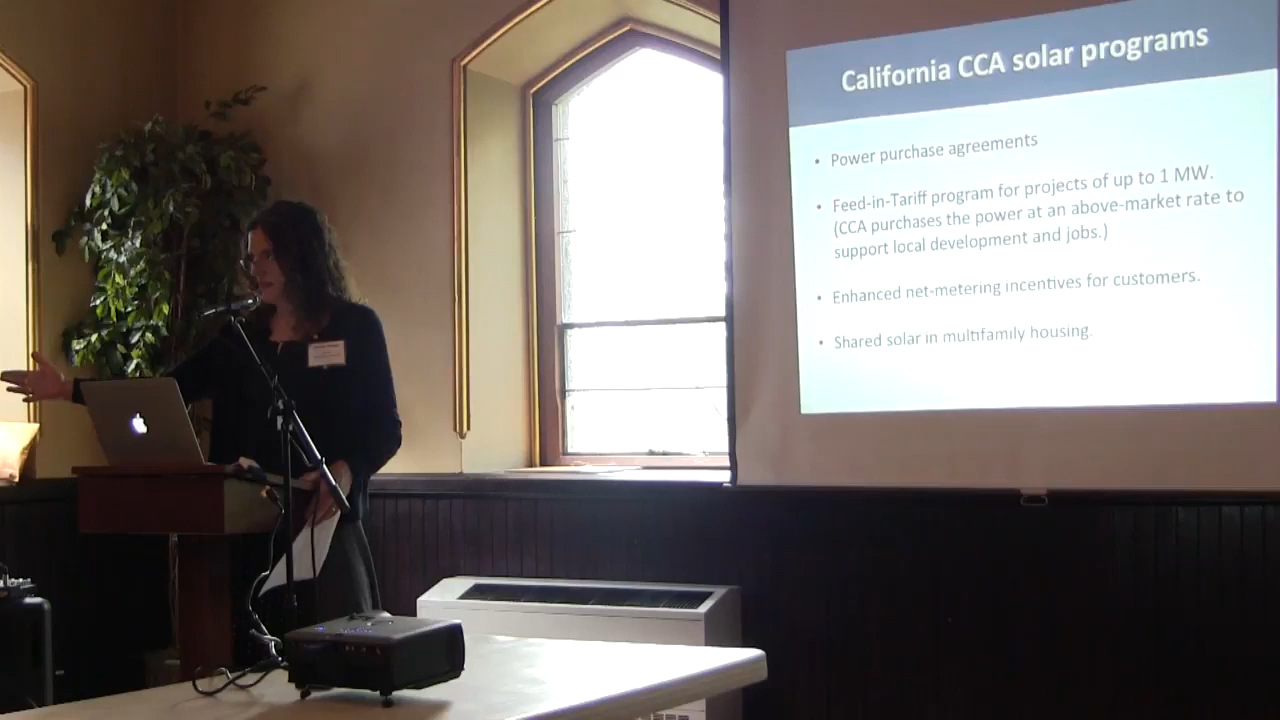 California CCA solar programs
• Power purchase agreements
• Feed-in-Tariff program for projects of up to 1 MW.
(CCA purchases the power at an above-market rate to
support local development and jobs.)
• Enhanced net-metering incentives for customers.
• Shared solar in multifamily housing.